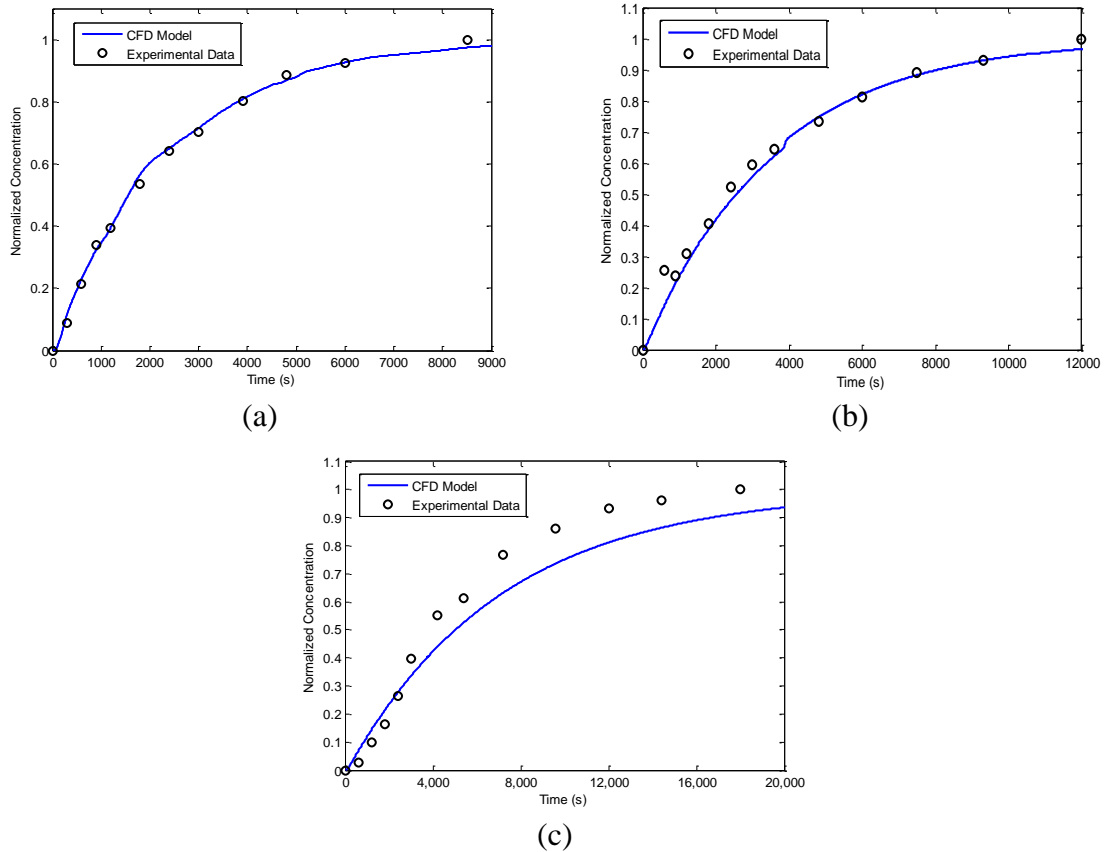 CFD Model
Experimental Data
Normalized Concentration
1
0.8
0.6
0.4
0.2
0
0 1000 2000 3000 4000 5000 6000 7000 8000 9000
Time (s)
(a)
CFD Model
Experimental Data
Normalized Concentration
1.1
1
0.9
0.8
0.7
0.6
0.5
0.4
0.3
0.2
0.1
0
0 2000 4000 6000 8000 10000 12000
Time (s)
(b)
CFD Model
Experimental Data
Normalized Concentration
1.1
1
0.9
0.8
0.7
0.6
0.5
0.4
0.3
0.2
0.1
0
0 4,000 8,000 12,000 16,000 20,000
Time (s)
(c)